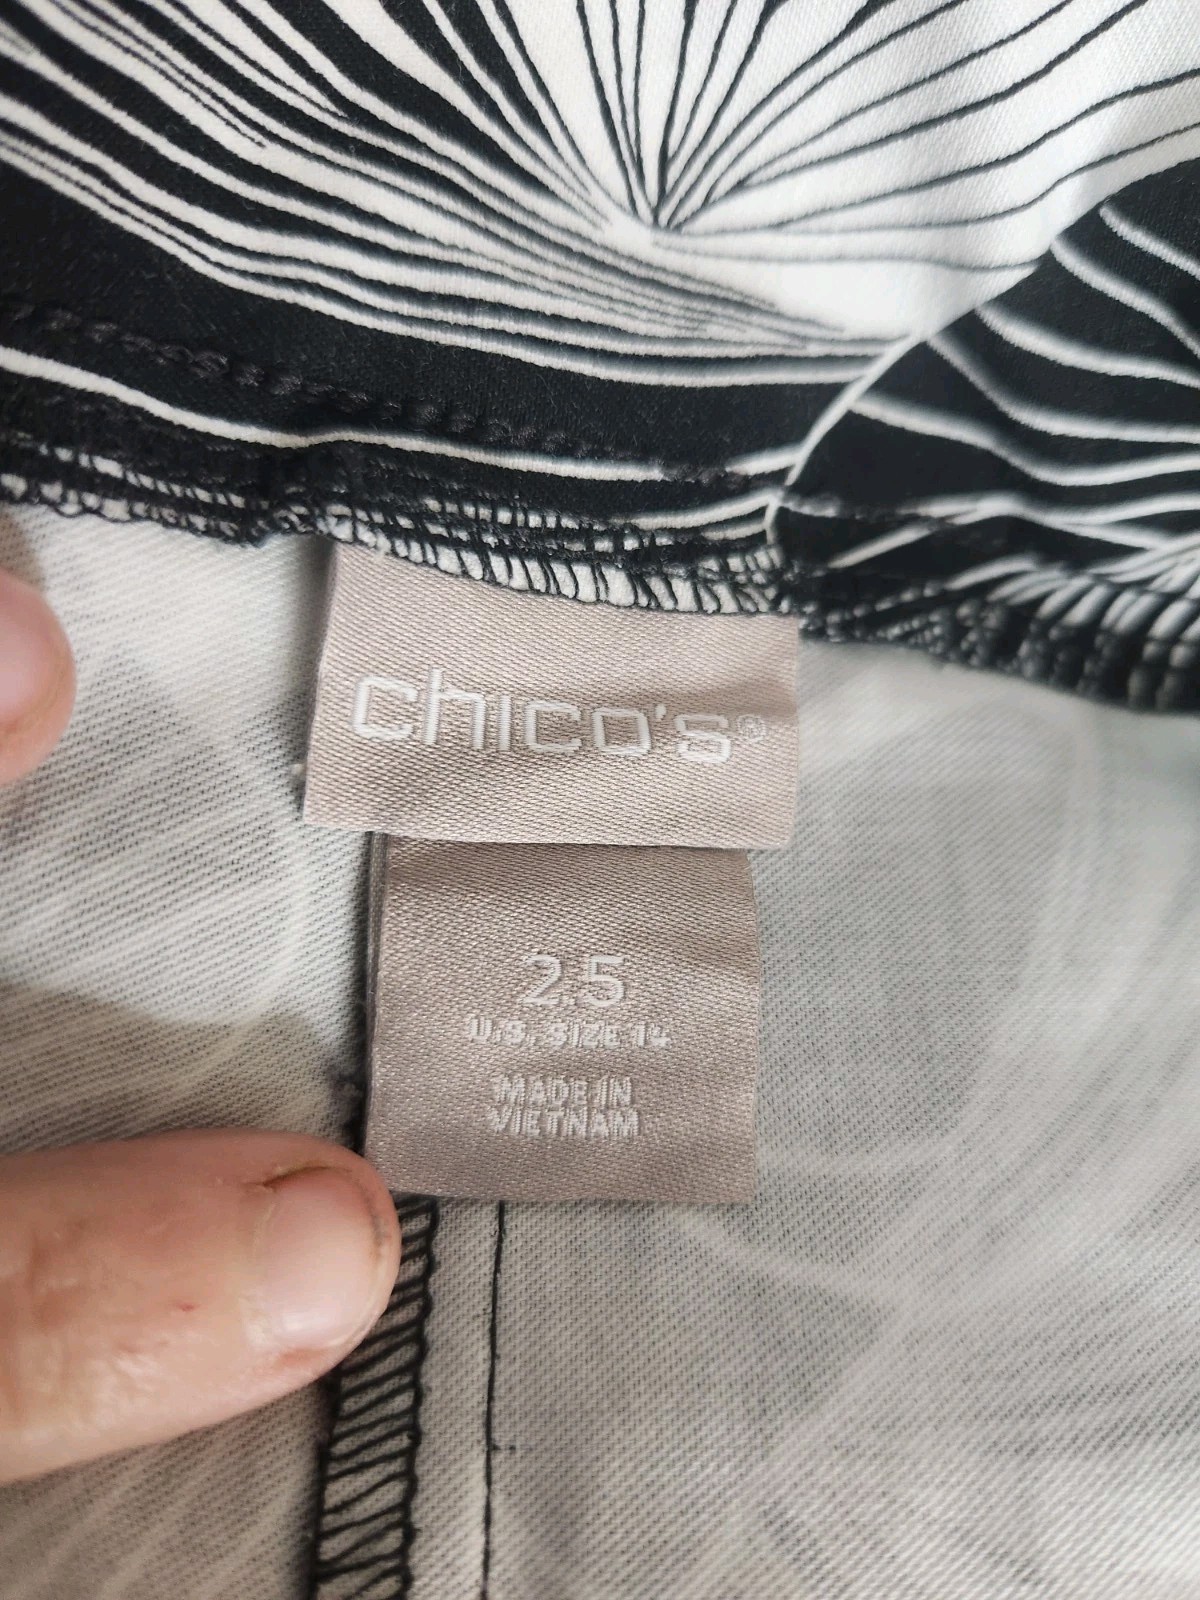 chico's®
2.5
U.S. SIZE 14
MADE IN
VIETNAM